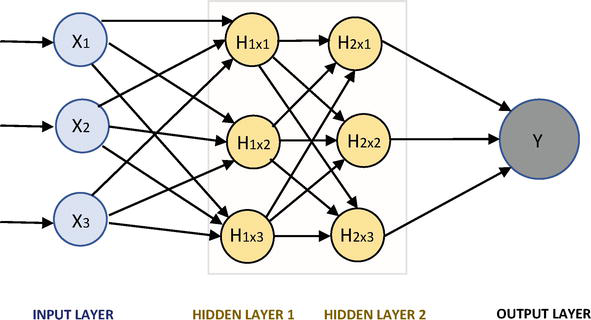 X1 H1x1 H2x1
X2 H1x2 H2x2 Y
X3 H1x3 H2x3
INPUT LAYER HIDDEN LAYER 1 HIDDEN LAYER 2 OUTPUT LAYER